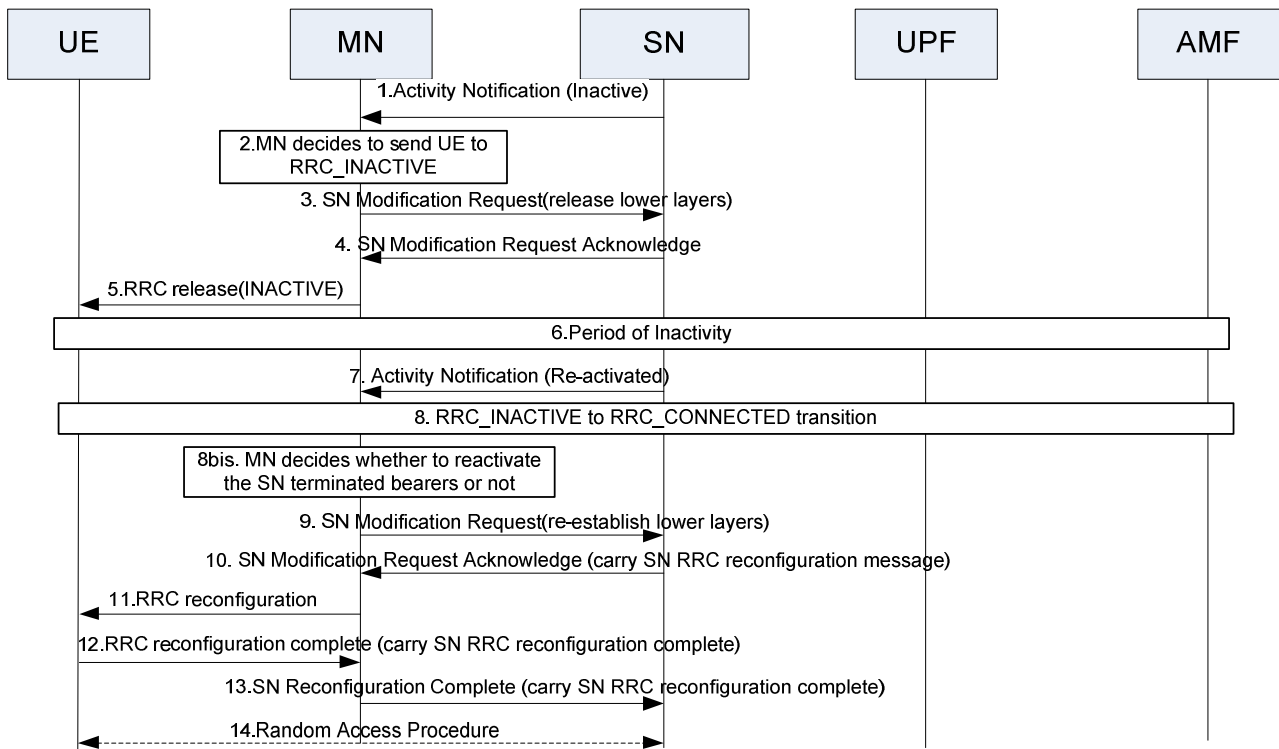 UE
MN
SN
UPF
AMF
1.Activity Notification (Inactive)
2.MN decides to send UE to
RRC_INACTIVE
3. SN Modification Request(release lower layers)
4. SN Modification Request Acknowledge
5.RRC release(INACTIVE)
6.Period of Inactivity
7. Activity Notification (Re-activated)
8. RRC_INACTIVE to RRC_CONNECTED transition
8bis. MN decides whether to reactivate
the SN terminated bearers or not
9. SN Modification Request(re-establish lower layers)
10. SN Modification Request Acknowledge (carry SN RRC reconfiguration message)
11.RRC reconfiguration
12.RRC reconfiguration complete (carry SN RRC reconfiguration complete)
13.SN Reconfiguration Complete (carry SN RRC reconfiguration complete)
14.Random Access Procedure